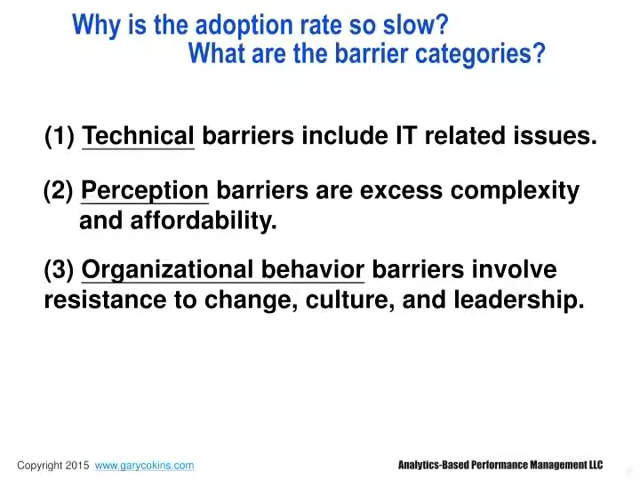 Why is the adoption rate so slow?
What are the barrier categories?
(1) Technical barriers include IT related issues.
(2) Perception barriers are excess complexity
and affordability.
(3) Organizational behavior barriers involve
resistance to change, culture, and leadership.
Copyright 2015 www.garycokins.com
Analytics-Based Performance Management LLC